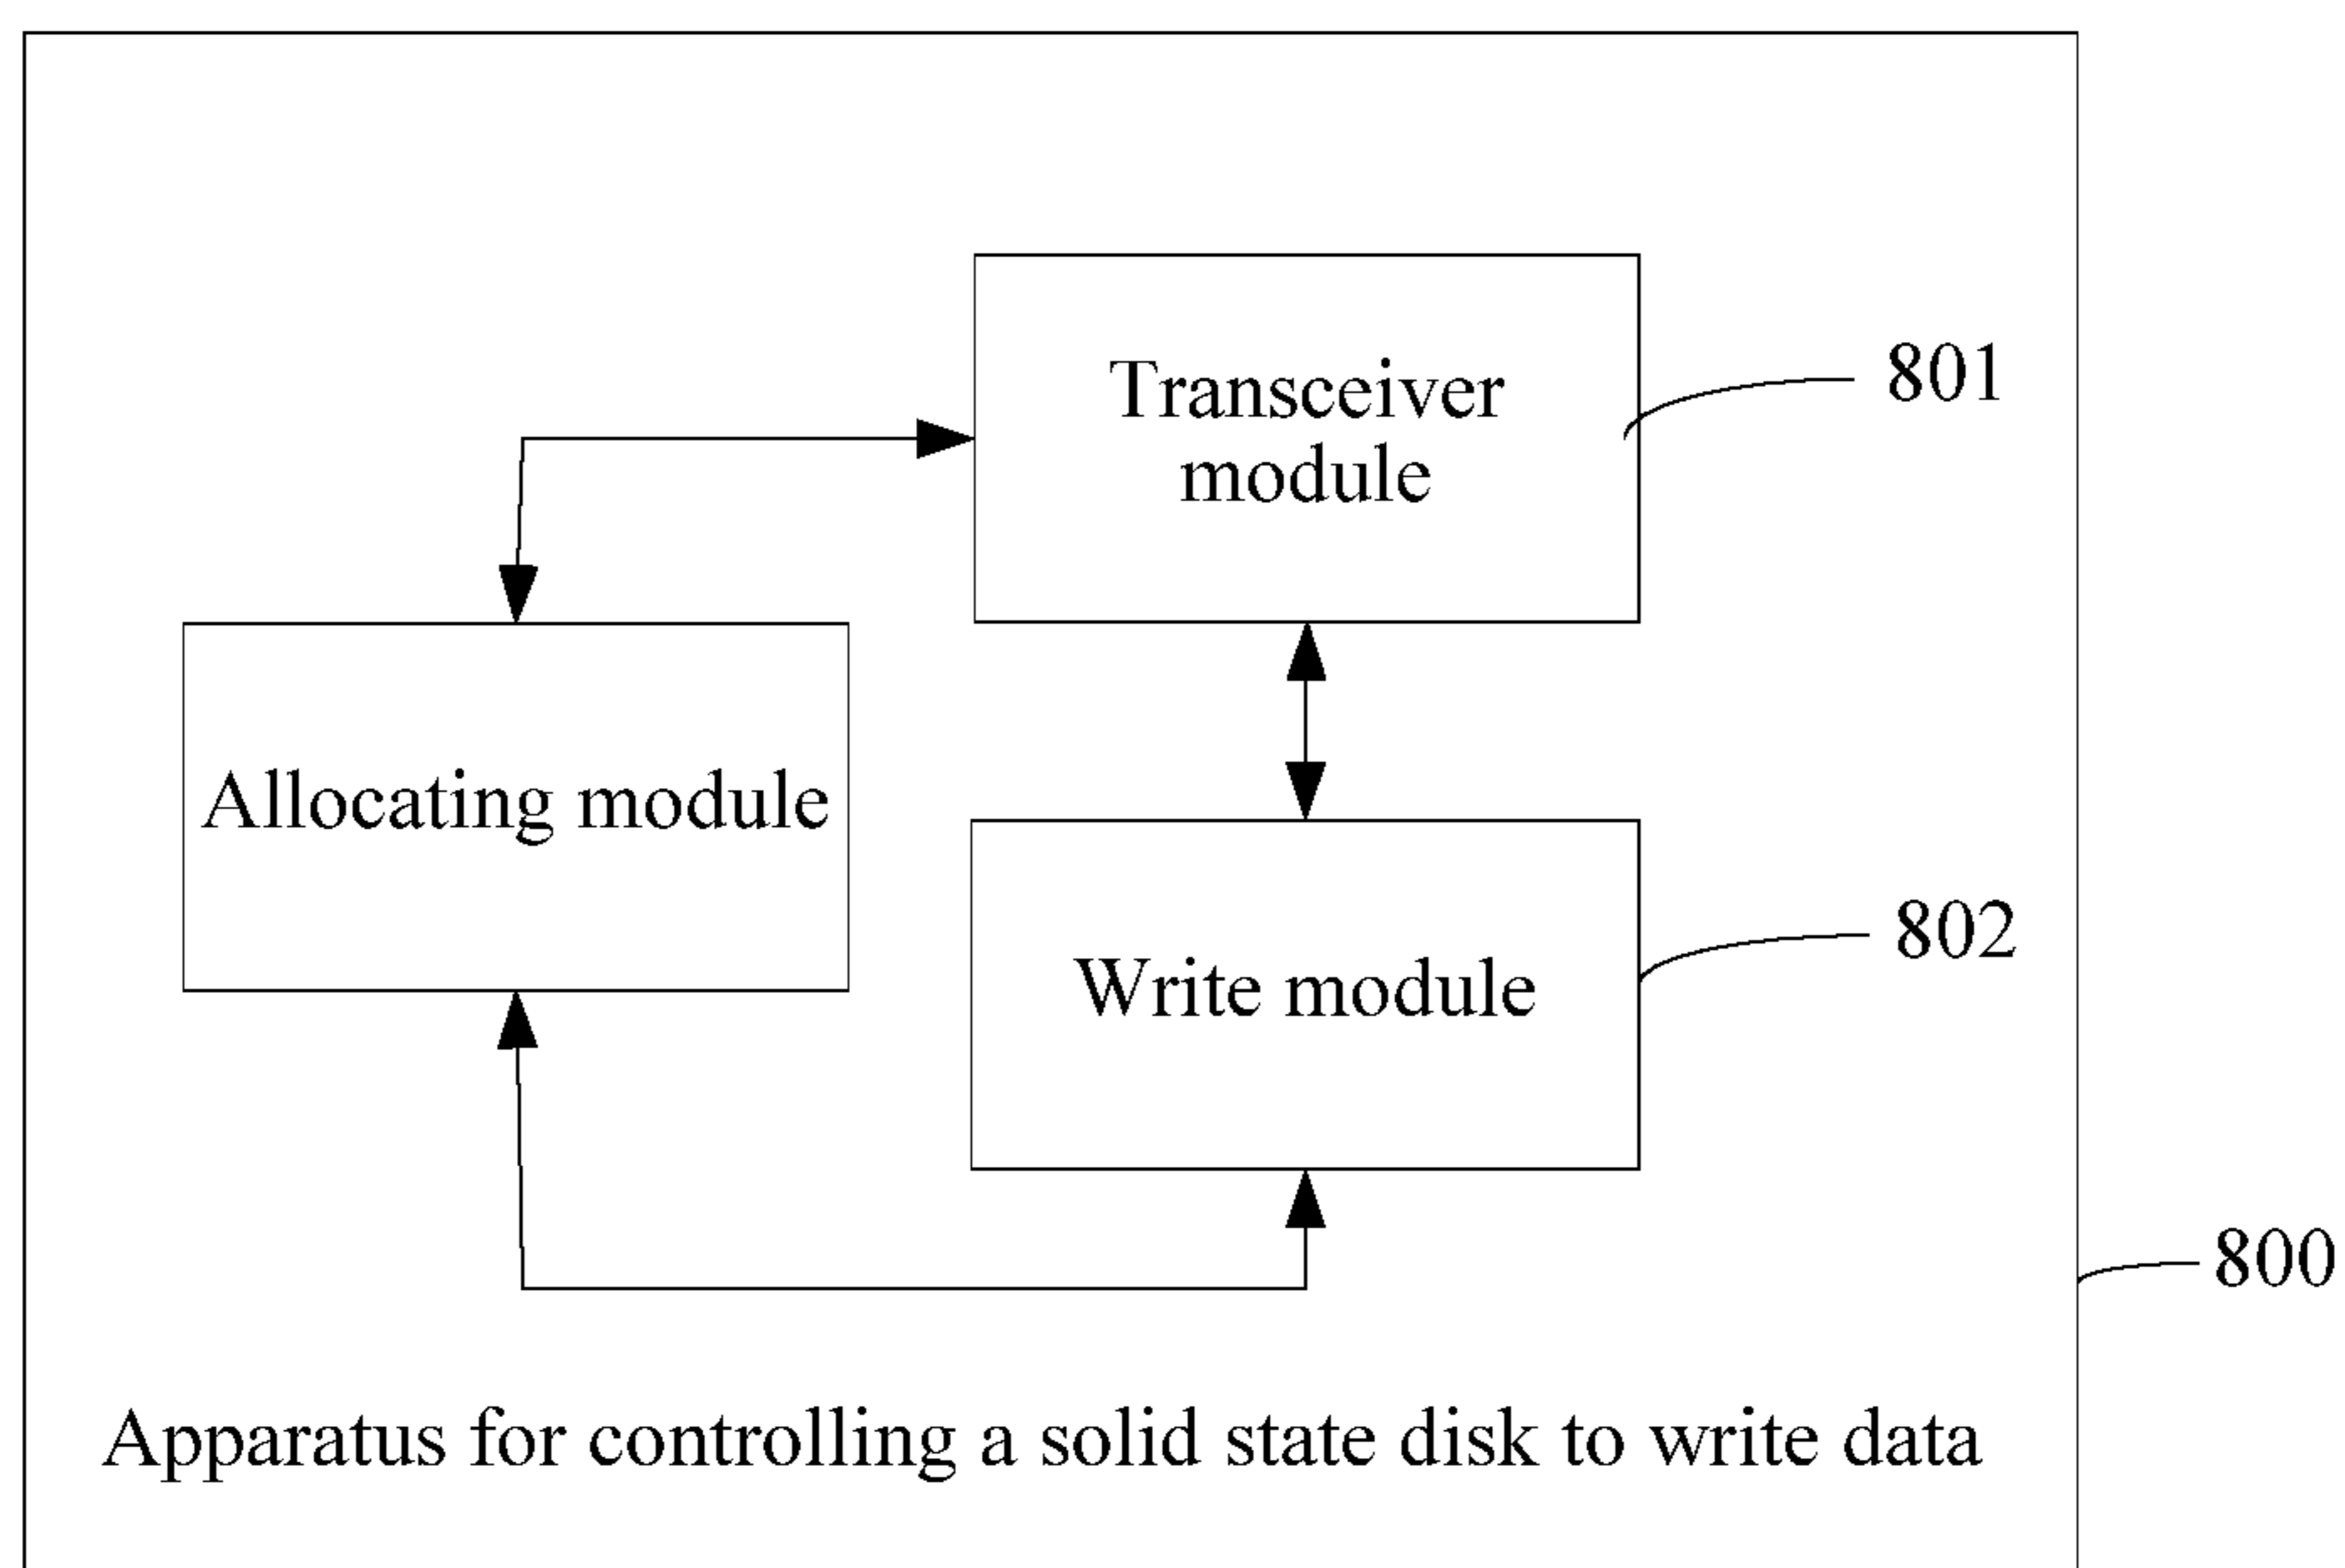 Transceiver
module
801
Allocating module
Write module
802
800
Apparatus for controlling a solid state disk to write data